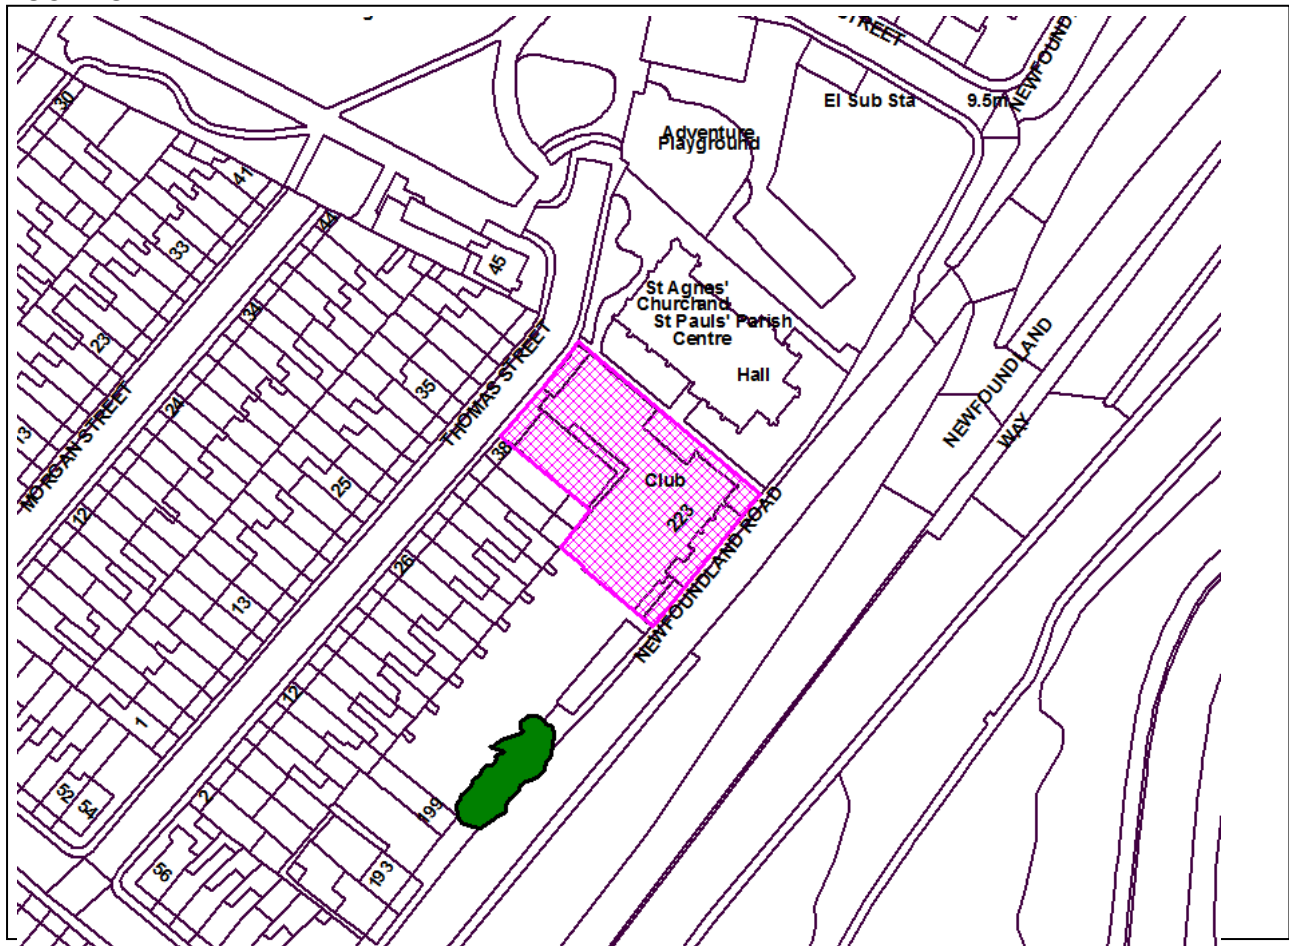 STREET
NEWFOUND
30
El Sub Sta
9.5m
Adventure
Playground
41
44
33
45
St Agnes'
Church and
St Pauls' Parish
Centre
34
23
Hall
NEWFOUNDLAND
WAY
THOMAS STREET
35
MORGAN STREET
24
13
38
Club
25
12
223
NEWFOUNDLAND ROAD
26
13
12
1
2
52
54
199
193
56